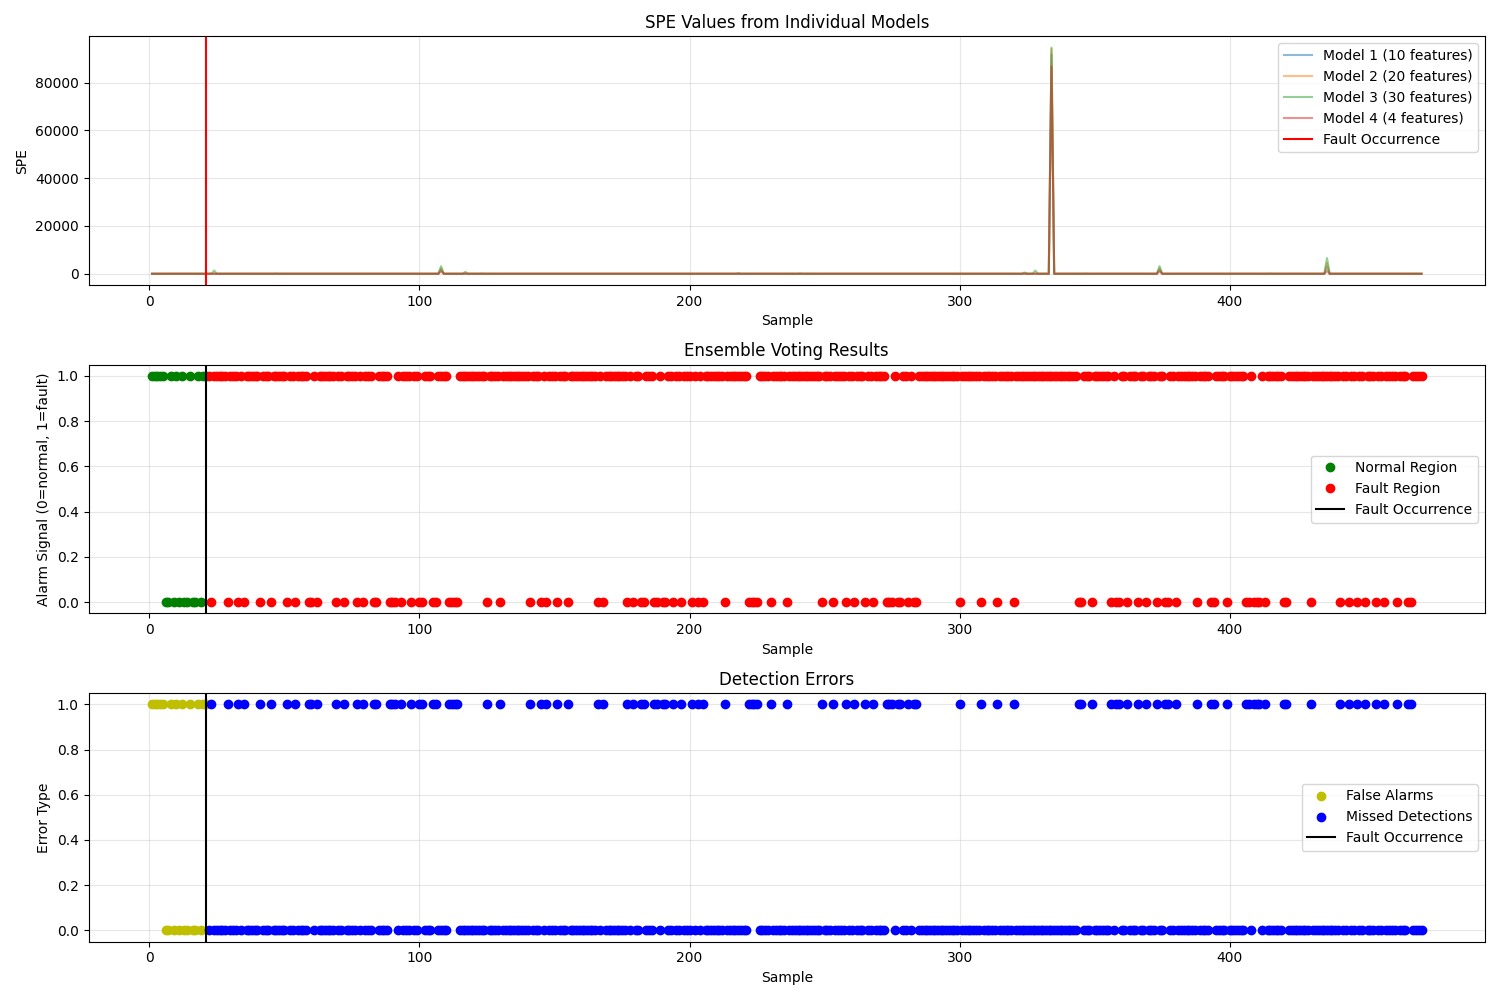 SPE Values from Individual Models
SPE
80000
60000
40000
20000
0
Model 1 (10 features)
Model 2 (20 features)
Model 3 (30 features)
Model 4 (4 features)
Fault Occurrence
0 100 200 300 400
Sample
Ensemble Voting Results
Alarm Signal (0=normal, 1=fault)
1.0
0.8
0.6
0.4
0.2
0.0
Normal Region
Fault Region
Fault Occurrence
0 100 200 300 400
Sample
Detection Errors
Error Type
1.0
0.8
0.6
0.4
0.2
0.0
False Alarms
Missed Detections
Fault Occurrence
0 100 200 300 400
Sample